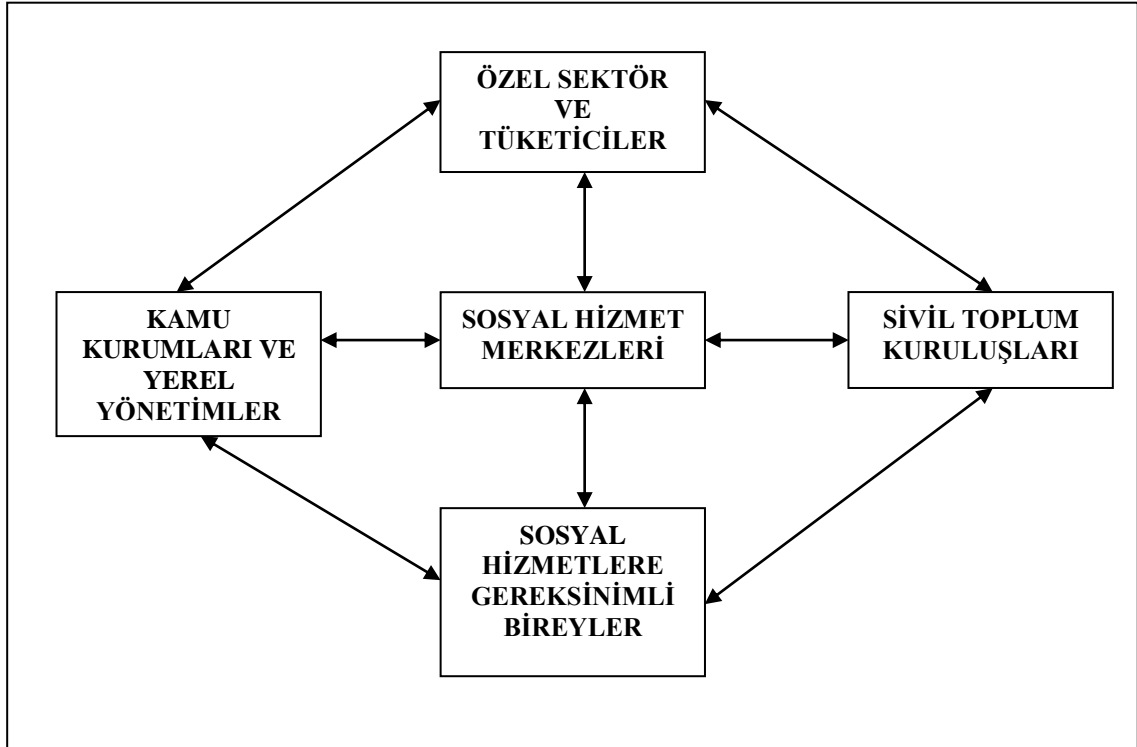 ÖZEL SEKTÖR
VE
TÜKETİCİLER
KAMU
KURUMLARI VE
YEREL
YÖNETİMLER
SOSYAL HİZMET
MERKEZLERİ
SİVİL TOPLUM
KURULUŞLARI
SOSYAL
HİZMETLERE
GEREKSİNİMLİ
BİREYLER